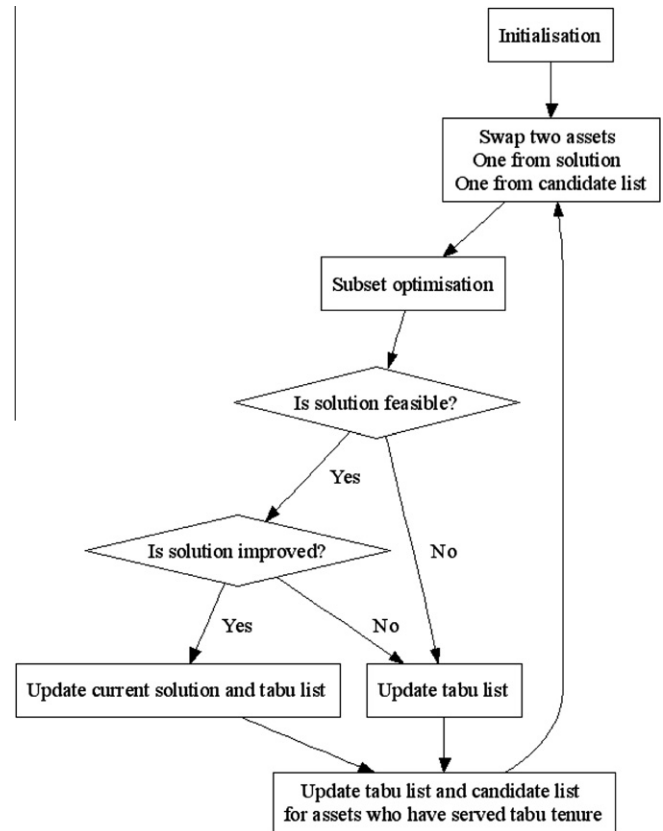 Initialisation
Swap two assets
One from solution
One from candidate list
Subset optimisation
Is solution feasible?
Yes
Is solution improved?
No
Yes
No
Update current solution and tabu list
Update tabu list
Update tabu list and candidate list
for assets who have served tabu tenure